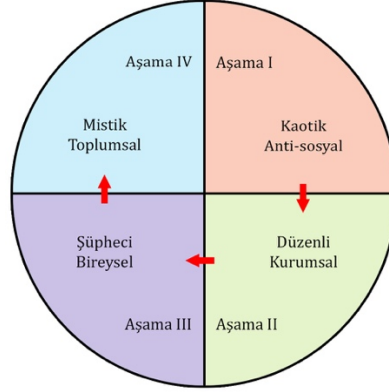 Aşama IV
Aşama I
Mistik
Toplumsal
Kaotik
Anti-sosyal
Şüpheci
Bireysel
Düzenli
Kurumsal
Aşama III
Aşama II